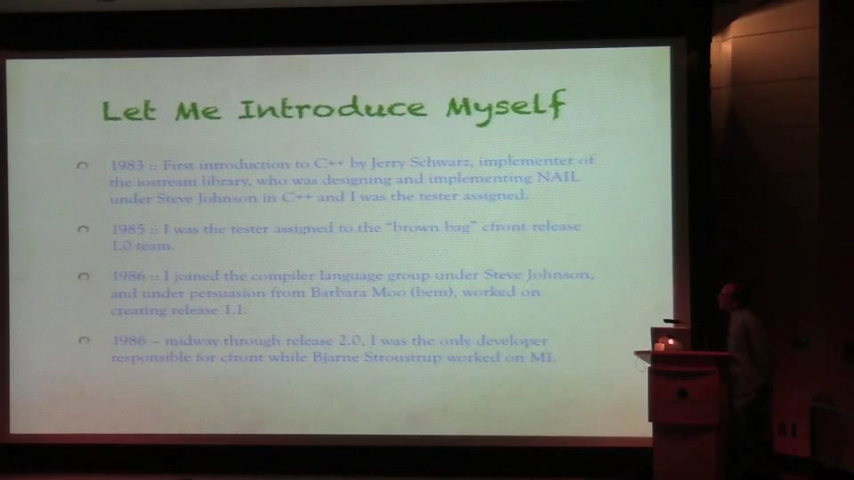 Let Me Introduce Myself
1983 :: First introduction to C++ by Jerry Schwarz, implementer of
the iostream library, who was designing and implementing NAIL
under Steve Johnson in C++ and I was the tester assigned.
1985 :: I was the tester assigned to the “brown bag” cfront release
1.0 team.
1986 :: I joined the compiler language group under Steve Johnson,
and under persuasion from Barbara Moo (bem), worked on
creating release 1.1.
1986 – midway through release 2.0, I was the only developer
responsible for cfront while Bjarne Stroustrup worked on MI.